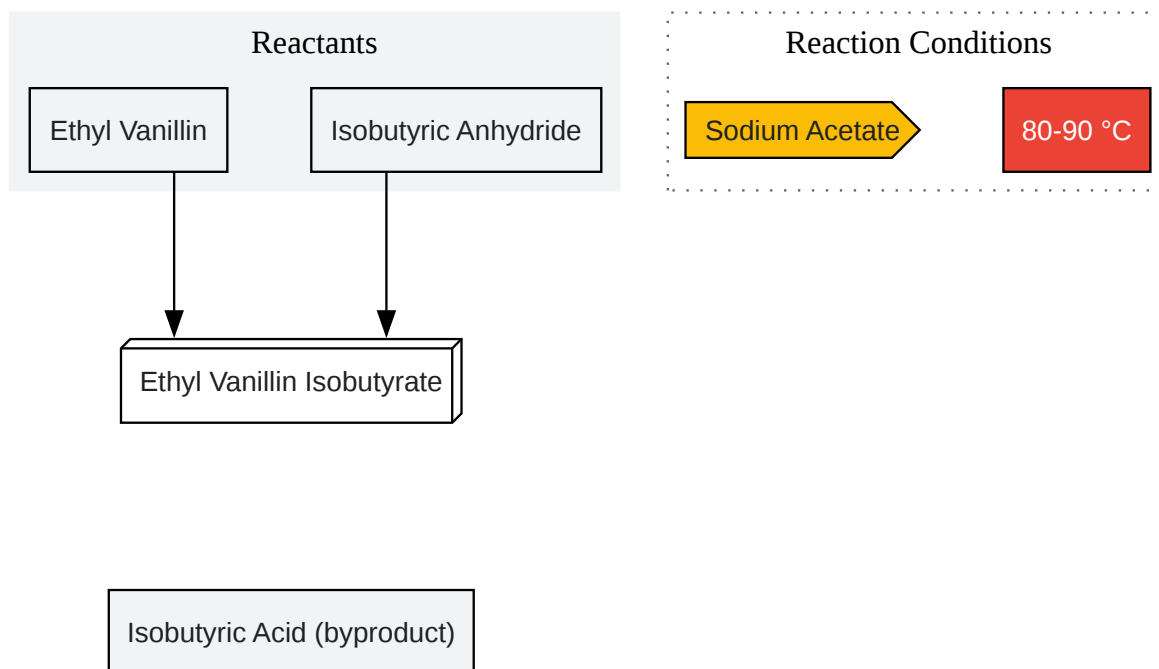 Reactants
Reaction Conditions
Ethyl Vanillin
Isobutyric Anhydride
Sodium Acetate
80-90 °C
Ethyl Vanillin Isobutyrate
Isobutyric Acid (byproduct)